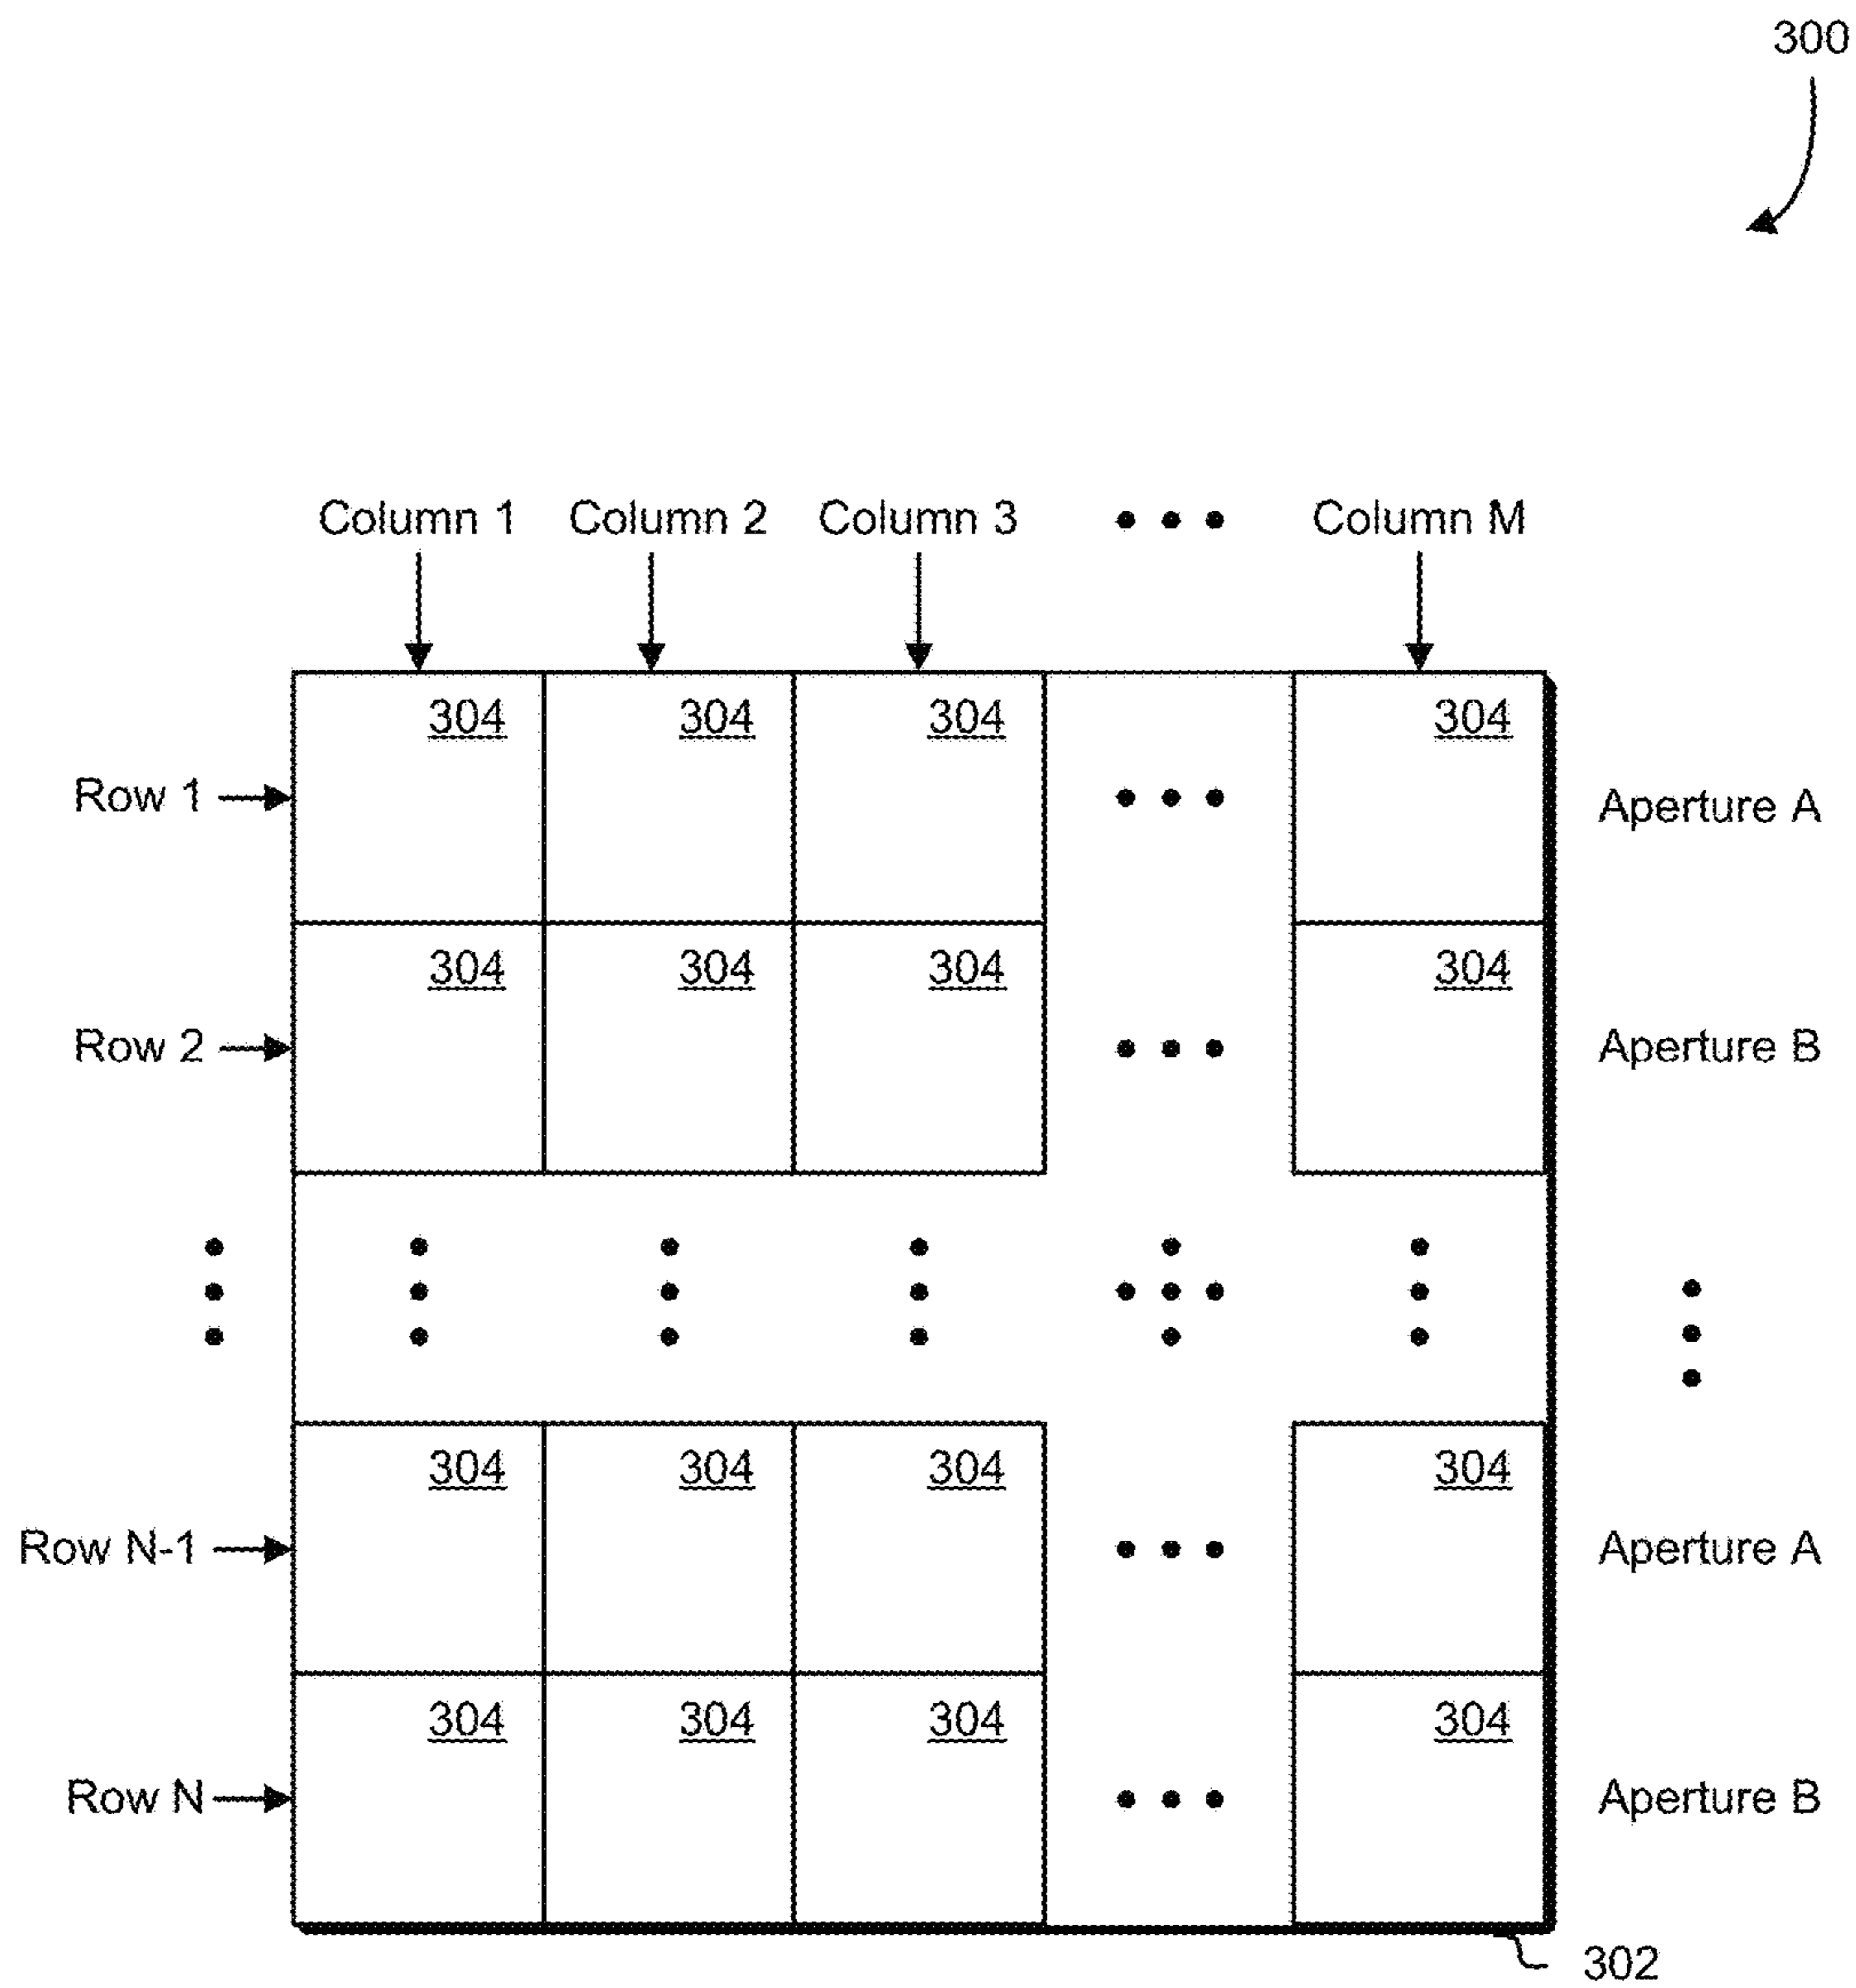 300
Column 1 Column 2 Column 3 • • • Column M
304 304 304 304
Row 1 • • • Aperture A
304 304 304 304
Row 2 • • • Aperture B
304 304 304 304
Row N-1 • • • Aperture A
304 304 304 304
Row N • • • Aperture B
302